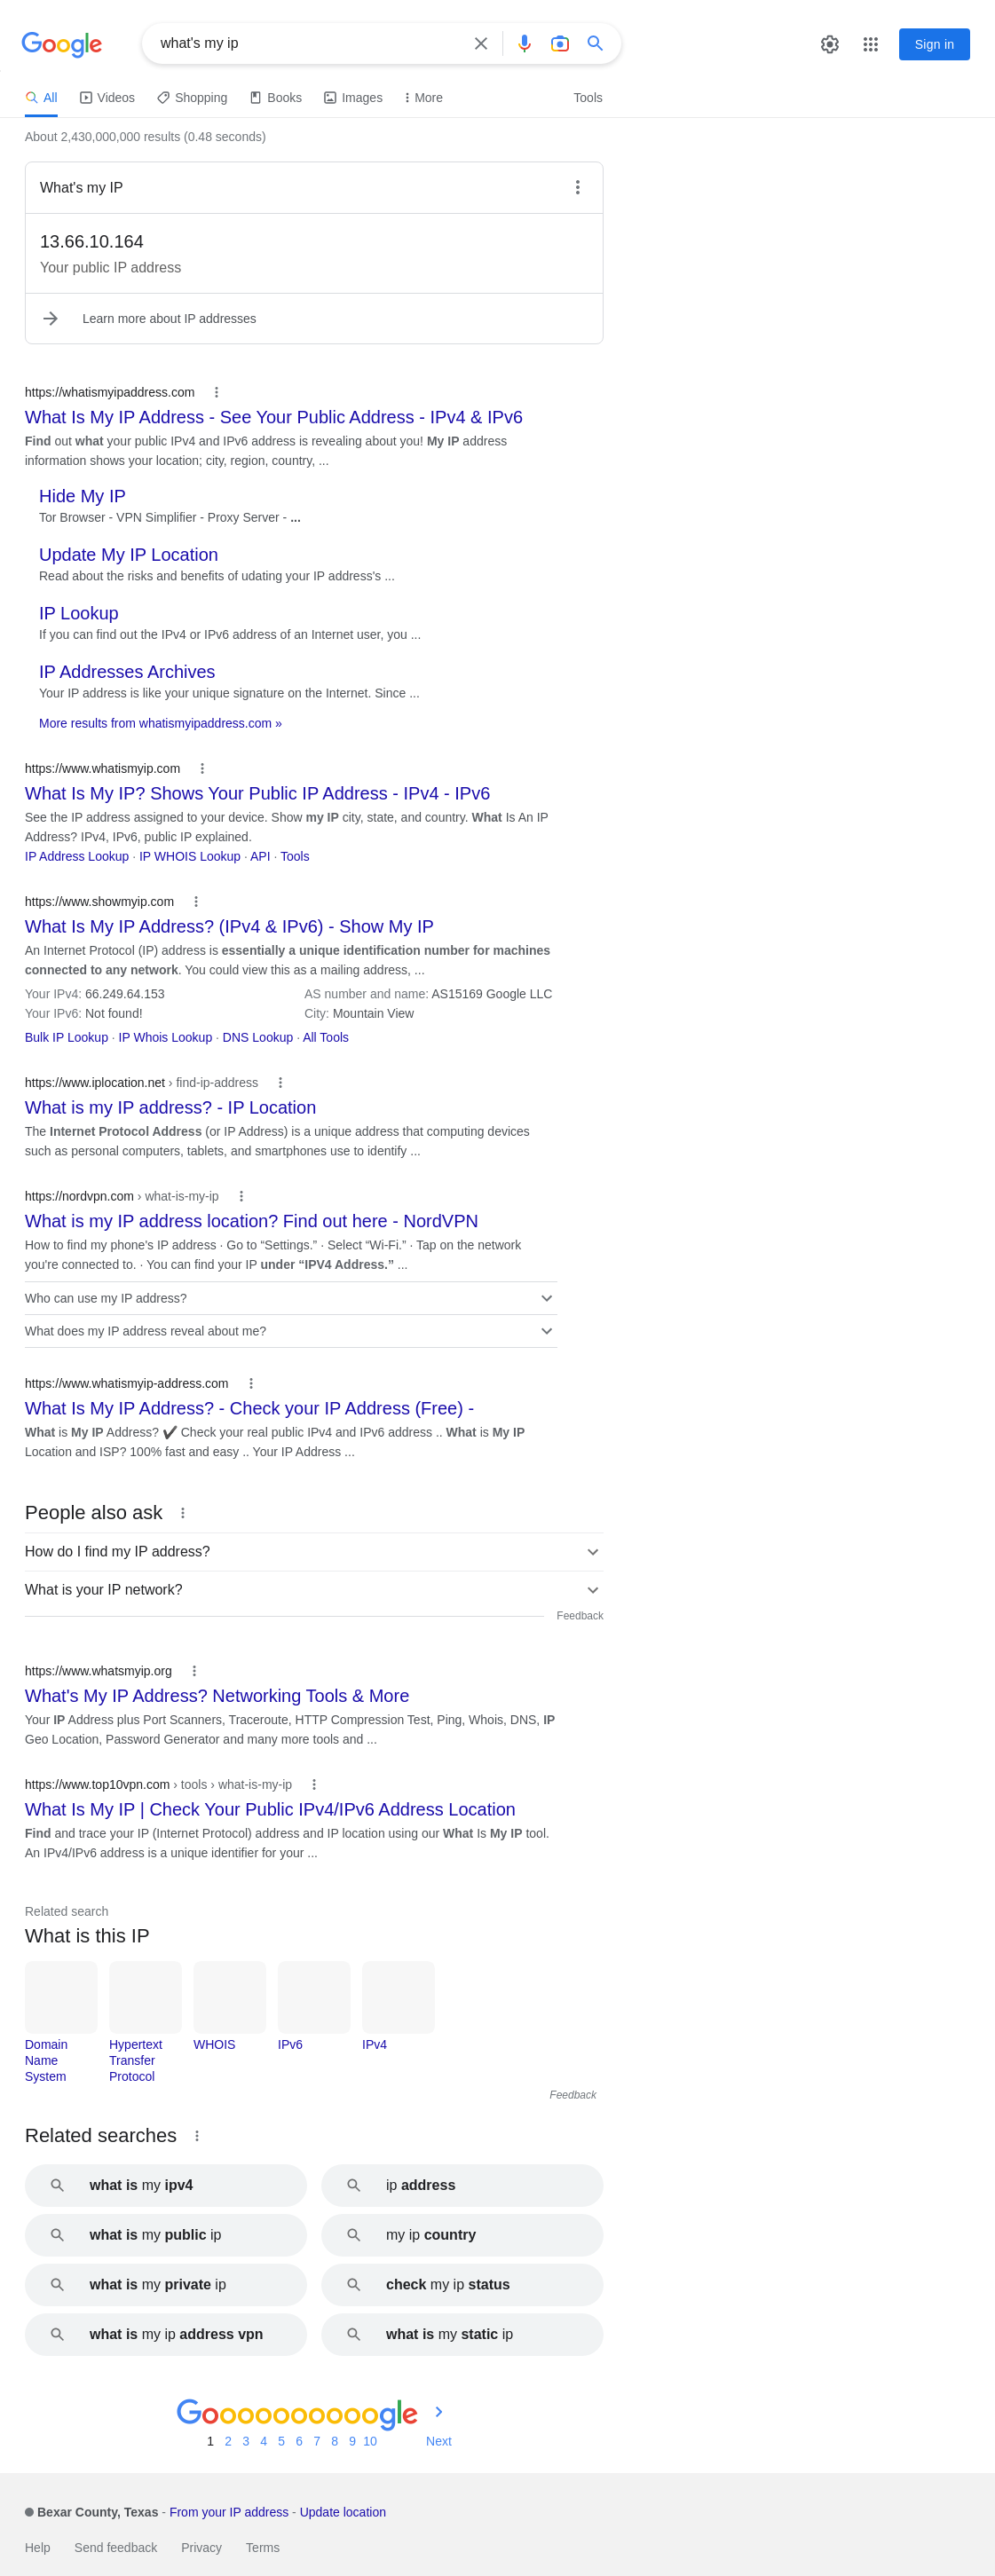 Google
what's my ip
Sign in
All
Videos
Shopping
Books
Images
More
Tools
About 2,430,000,000 results (0.48 seconds)
What's my IP
13.66.10.164
Your public IP address
Learn more about IP addresses
https://whatismyipaddress.com
What Is My IP Address - See Your Public Address - IPv4 & IPv6
Find out what your public IPv4 and IPv6 address is revealing about you! My IP address
information shows your location; city, region, country, ...
Hide My IP
Tor Browser - VPN Simplifier - Proxy Server - ...
Update My IP Location
Read about the risks and benefits of udating your IP address's ...
IP Lookup
If you can find out the IPv4 or IPv6 address of an Internet user, you ...
IP Addresses Archives
Your IP address is like your unique signature on the Internet. Since ...
More results from whatismyipaddress.com »
https://www.whatismyip.com
What Is My IP? Shows Your Public IP Address - IPv4 - IPv6
See the IP address assigned to your device. Show my IP city, state, and country. What Is An IP
Address? IPv4, IPv6, public IP explained.
IP Address Lookup · IP WHOIS Lookup · API · Tools
https://www.showmyip.com
What Is My IP Address? (IPv4 & IPv6) - Show My IP
An Internet Protocol (IP) address is essentially a unique identification number for machines
connected to any network. You could view this as a mailing address, ...
Your IPv4: 66.249.64.153
AS number and name: AS15169 Google LLC
Your IPv6: Not found!
City: Mountain View
Bulk IP Lookup · IP Whois Lookup · DNS Lookup · All Tools
https://www.iplocation.net › find-ip-address
What is my IP address? - IP Location
The Internet Protocol Address (or IP Address) is a unique address that computing devices
such as personal computers, tablets, and smartphones use to identify ...
https://nordvpn.com › what-is-my-ip
What is my IP address location? Find out here - NordVPN
How to find my phone's IP address · Go to “Settings.” · Select “Wi-Fi.” · Tap on the network
you're connected to. · You can find your IP under “IPV4 Address.” ...
Who can use my IP address?
What does my IP address reveal about me?
https://www.whatismyip-address.com
What Is My IP Address? - Check your IP Address (Free) -
What is My IP Address? ✔️ Check your real public IPv4 and IPv6 address .. What is My IP
Location and ISP? 100% fast and easy .. Your IP Address ...
People also ask
How do I find my IP address?
What is your IP network?
Feedback
https://www.whatsmyip.org
What's My IP Address? Networking Tools & More
Your IP Address plus Port Scanners, Traceroute, HTTP Compression Test, Ping, Whois, DNS, IP
Geo Location, Password Generator and many more tools and ...
https://www.top10vpn.com › tools › what-is-my-ip
What Is My IP | Check Your Public IPv4/IPv6 Address Location
Find and trace your IP (Internet Protocol) address and IP location using our What Is My IP tool.
An IPv4/IPv6 address is a unique identifier for your ...
Related search
What is this IP
Domain
Name
System
Hypertext
Transfer
Protocol
WHOIS
IPv6
IPv4
Feedback
Related searches
what is my ipv4
ip address
what is my public ip
my ip country
what is my private ip
check my ip status
what is my ip address vpn
what is my static ip
Goooooooooogle
1 2 3 4 5 6 7 8 9 10 Next
Bexar County, Texas - From your IP address - Update location
Help Send feedback Privacy Terms